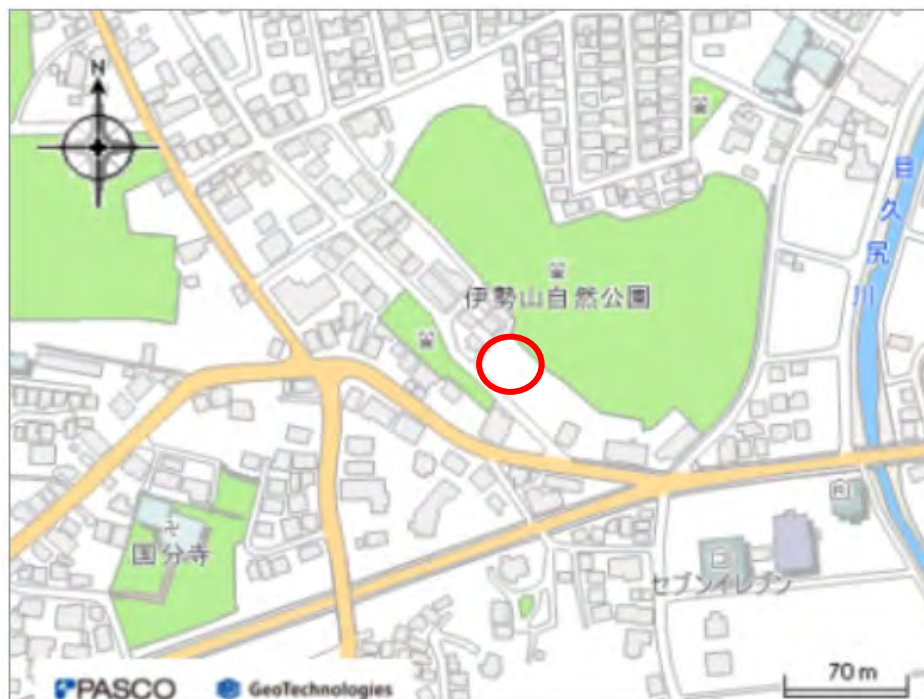 N
目久尻川
伊勢山自然公園
国分寺
セブンイレブン
PASCO
GeoTechnologies
70 m